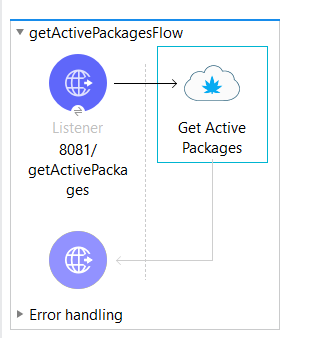 getActivePackagesFlow
Listener
8081/
getActivePacka
ges
Get Active
Packages
Error handling